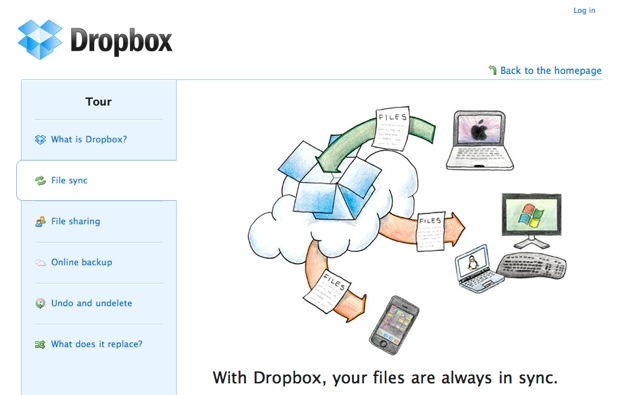 Log in
Dropbox
Back to the homepage
Tour
What is Dropbox?
File sync
File sharing
Online backup
Undo and undelete
What does it replace?
FILES
FILES
FILES
With Dropbox, your files are always in sync.